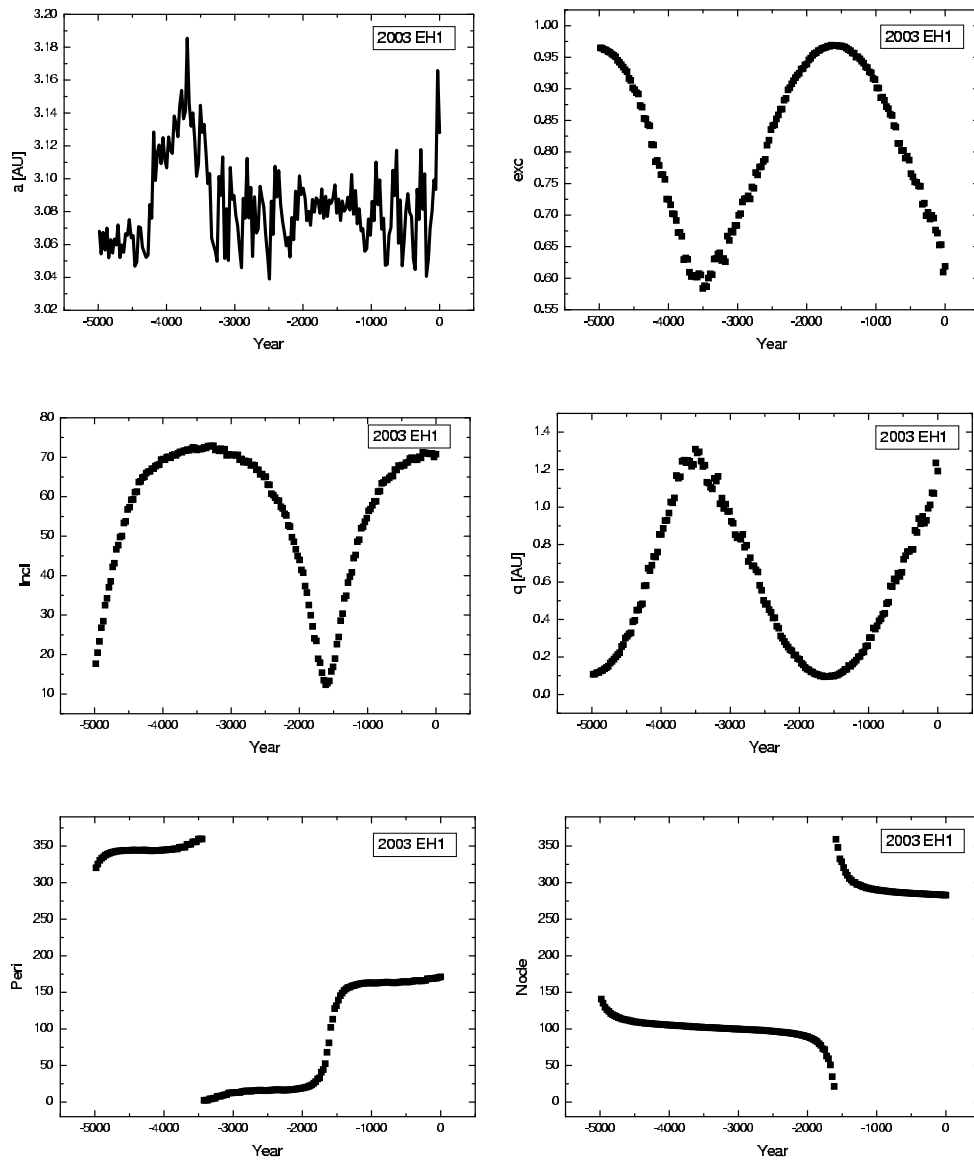 2003 EH1
a [AU]
3.20
3.18
3.16
3.14
3.12
3.10
3.08
3.06
3.04
3.02
-5000 -4000 -3000 -2000 -1000 0
Year
2003 EH1
exc
1.00
0.95
0.90
0.85
0.80
0.75
0.70
0.65
0.60
0.55
-5000 -4000 -3000 -2000 -1000 0
Year
2003 EH1
Incl
80
70
60
50
40
30
20
10
-5000 -4000 -3000 -2000 -1000 0
Year
2003 EH1
q [AU]
1.4
1.2
1.0
0.8
0.6
0.4
0.2
0.0
-5000 -4000 -3000 -2000 -1000 0
Year
2003 EH1
Peri
350
300
250
200
150
100
50
0
-5000 -4000 -3000 -2000 -1000 0
Year
2003 EH1
Node
350
300
250
200
150
100
50
0
-5000 -4000 -3000 -2000 -1000 0
Year